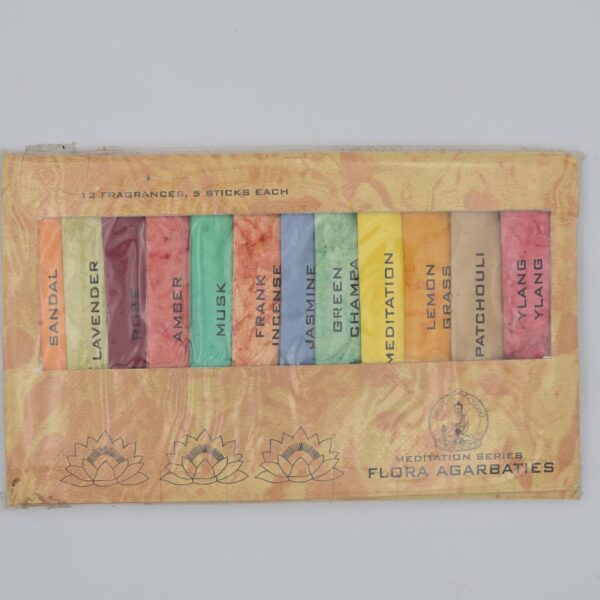 12 FRAGRANCES, 5 STICKS EACH
SANDAL
LAVENDER
ROSE
AMBER
MUSK
FRANK
INCENSE
JASMINE
GREEN
CHAMPA
MEDITATION
LEMON
GRASS
PATCHOULI
YLANG
YLANG
MEDITATION SERIES
FLORA AGARBATIES